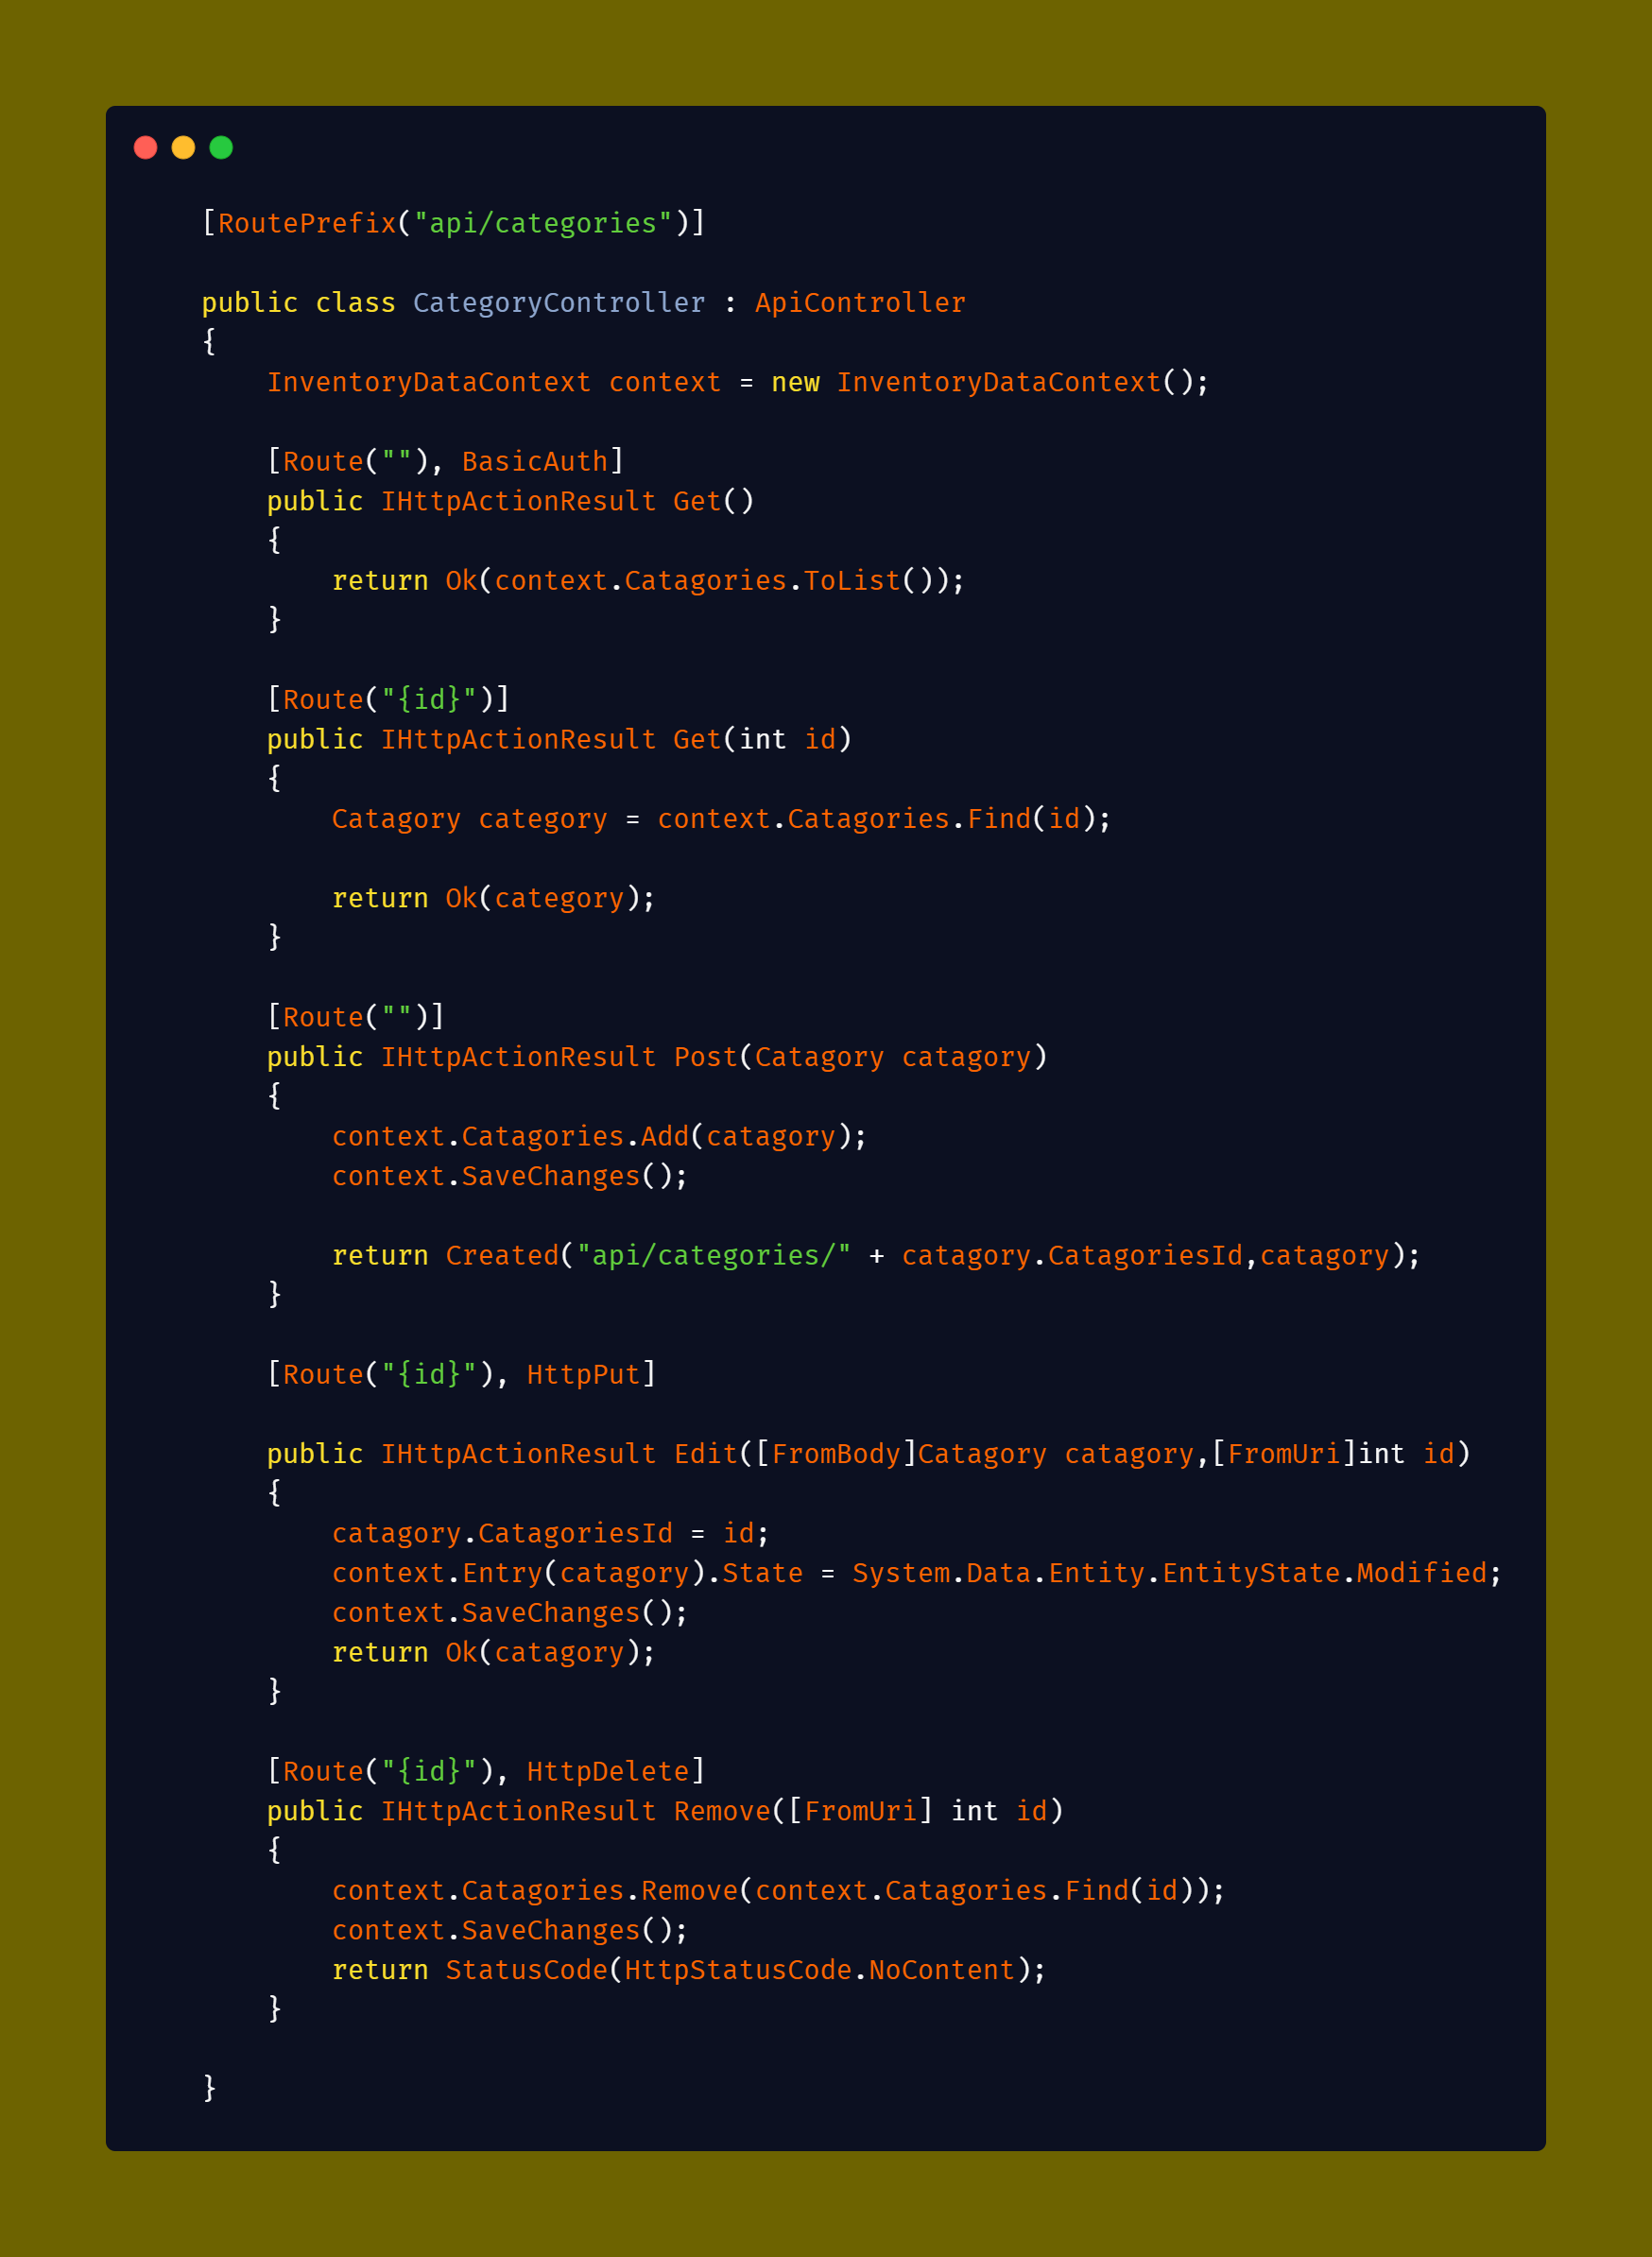 [RoutePrefix("api/categories")]
public class CategoryController : ApiController
{
InventoryDataContext context = new InventoryDataContext();
[Route(""), BasicAuth]
public IHttpActionResult Get()
{
return Ok(context.Catagories.ToList());
}
[Route("{id}")]
public IHttpActionResult Get(int id)
{
Catagory category = context.Catagories.Find(id);
return Ok(category);
}
[Route("")]
public IHttpActionResult Post(Catagory catagory)
{
context.Catagories.Add(catagory);
context.SaveChanges();
return Created("api/categories/" + catagory.CatagoriesId,catagory);
}
[Route("{id}"), HttpPut]
public IHttpActionResult Edit([FromBody]Catagory catagory,[FromUri]int id)
{
catagory.CatagoriesId = id;
context.Entry(catagory).State = System.Data.Entity.EntityState.Modified;
context.SaveChanges();
return Ok(catagory);
}
[Route("{id}"), HttpDelete]
public IHttpActionResult Remove([FromUri] int id)
{
context.Catagories.Remove(context.Catagories.Find(id));
context.SaveChanges();
return StatusCode(HttpStatusCode.NoContent);
}
}